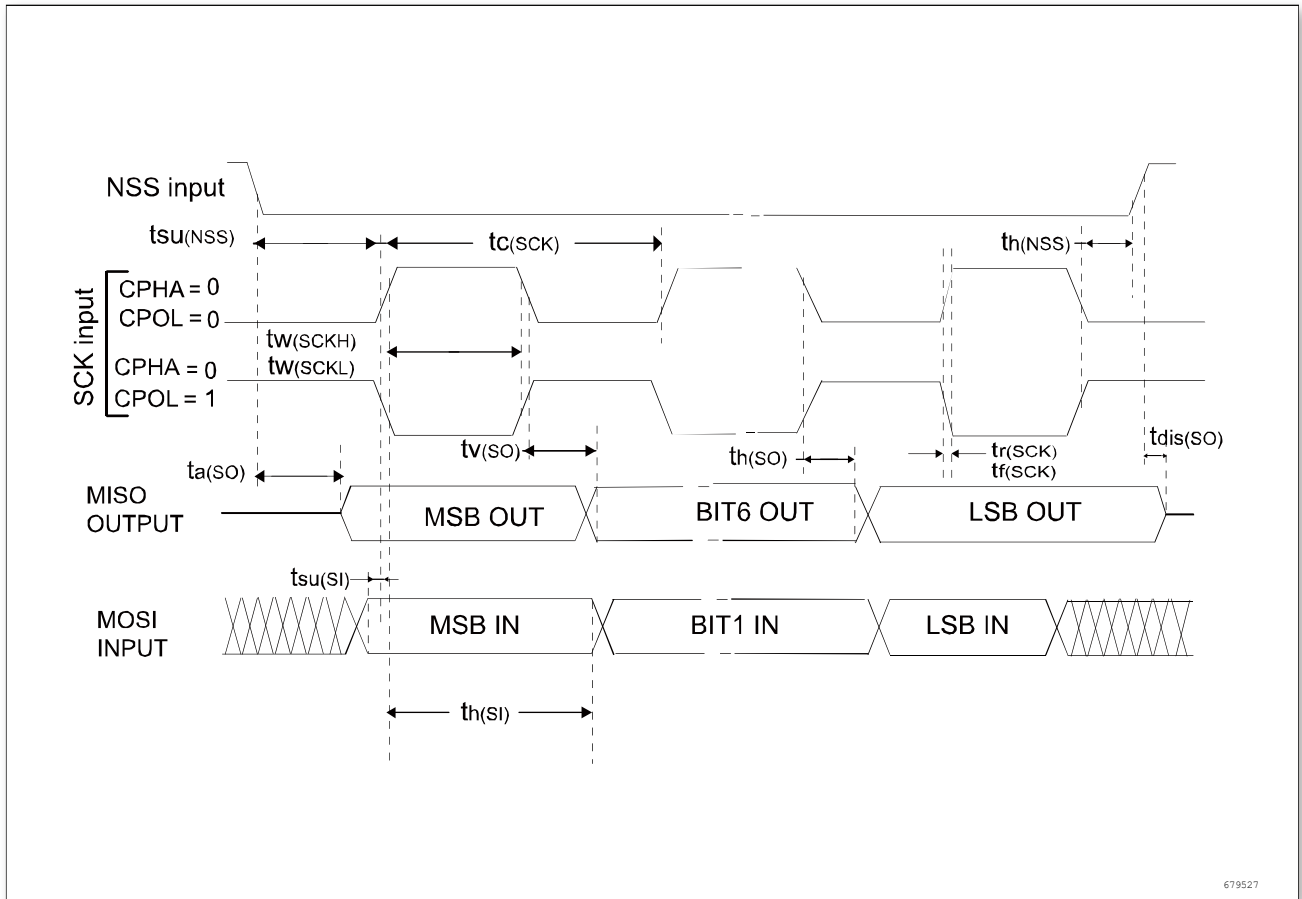 NSS input
tsu(NSS)
tc(SCK)
th(NSS)
SCK input
CPHA = 0
CPOL = 0
tw(SCKH)
CPHA = 0
tw(SCKL)
CPOL = 1
tv(SO)
th(SO)
tr(SCK)
tf(SCK)
tdis(SO)
ta(SO)
MISO
OUTPUT
MSB OUT
BIT6 OUT
LSB OUT
tsu(SI)
MOSI
INPUT
MSB IN
BIT1 IN
LSB IN
th(SI)
679527